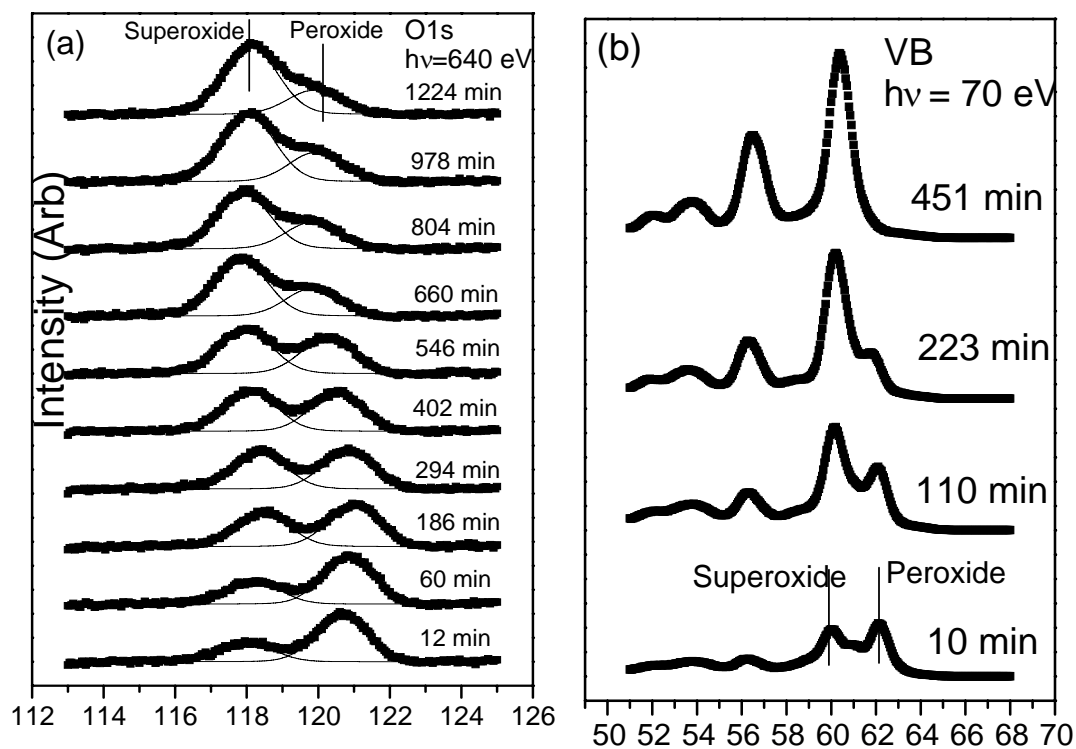 (a)
Superoxide
Peroxide
O1s
hν=640 eV
1224 min
978 min
804 min
660 min
546 min
402 min
294 min
186 min
60 min
12 min
Intensity (Arb)
112 114 116 118 120 122 124 126
(b)
VB
hν = 70 eV
451 min
223 min
110 min
Superoxide
Peroxide
10 min
50 52 54 56 58 60 62 64 66 68 70